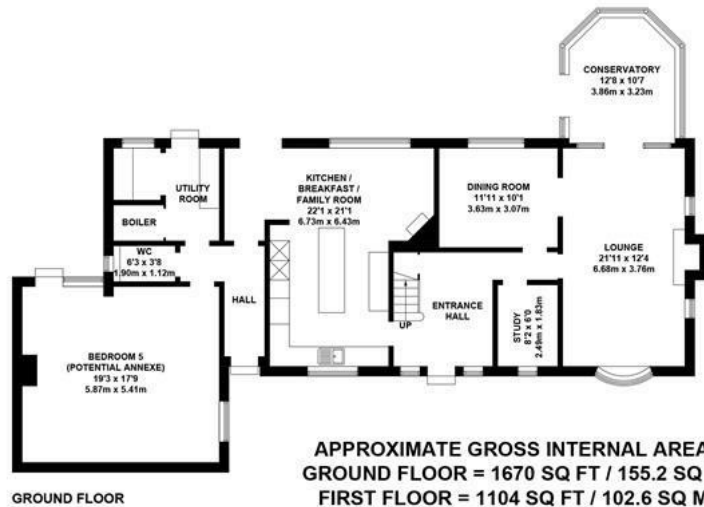 CONSERVATORY
12'8 x 10'7
3.86m x 3.23m
KITCHEN /
BREAKFAST /
FAMILY ROOM
22'1 x 21'1
6.73m x 6.43m
DINING ROOM
11'11 x 10'1
3.63m x 3.07m
UTILITY
ROOM
BOILER
WC
6'3 x 3'8
1.90m x 1.12m
LOUNGE
21'11 x 12'4
6.68m x 3.76m
HALL
ENTRANCE
HALL
UP
STUDY
8'2 x 6'0
2.49m x 1.83m
BEDROOM 5
(POTENTIAL ANNEXE)
19'3 x 17'9
5.87m x 5.41m
APPROXIMATE GROSS INTERNAL AREA
GROUND FLOOR = 1670 SQ FT / 155.2 SQ
FIRST FLOOR = 1104 SQ FT / 102.6 SQ M
GROUND FLOOR